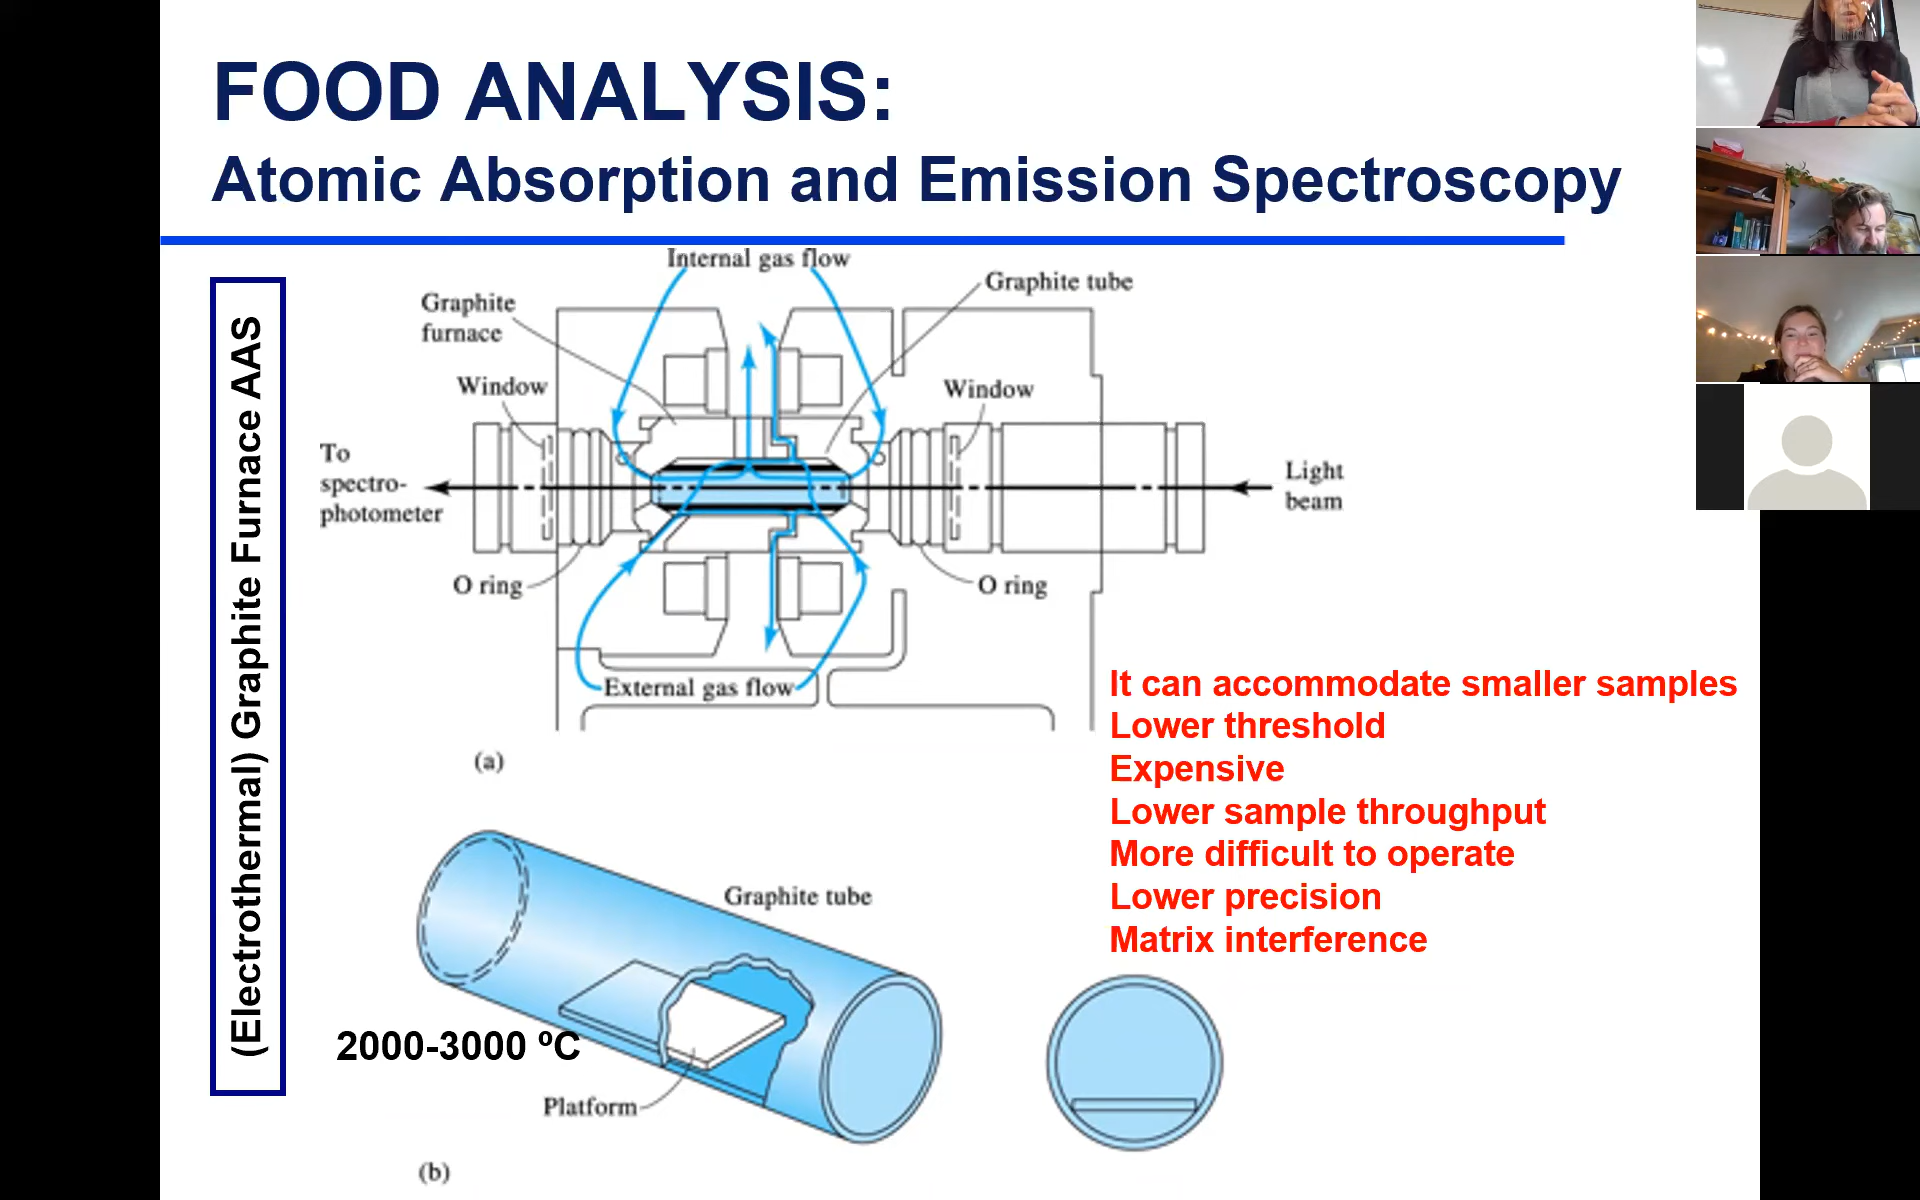 FOOD ANALYSIS:
Atomic Absorption and Emission Spectroscopy
(Electrothermal) Graphite Furnace AAS
Internal gas flow
Graphite tube
Graphite
furnace
Window
Window
To
spectro-
photometer
Light
beam
O ring
O ring
External gas flow
(a)
It can accommodate smaller samples
Lower threshold
Expensive
Lower sample throughput
More difficult to operate
Lower precision
Matrix interference
Graphite tube
2000-3000 ºC
Platform
(b)